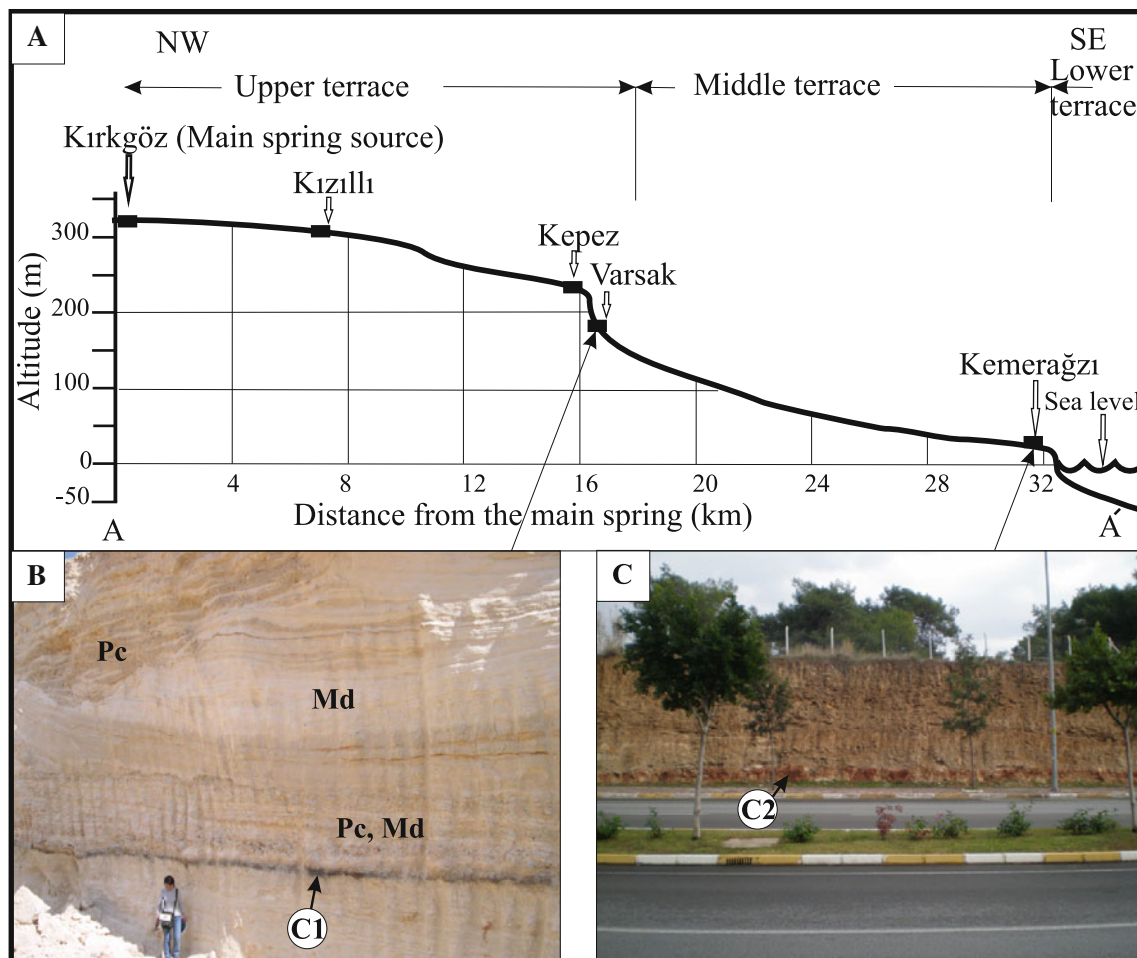 A
NW
SE
Upper terrace
Middle terrace
Lower
terrace
Kırkgöz (Main spring source)
Kızıllı
Kepez
Varsak
Kemerağzı
Sea level
Altitude (m)
300
200
100
0
-50
4
8
12
16
20
24
28
32
Distance from the main spring (km)
A
A´
B
Pc
Md
Pc, Md
C1
C
C2